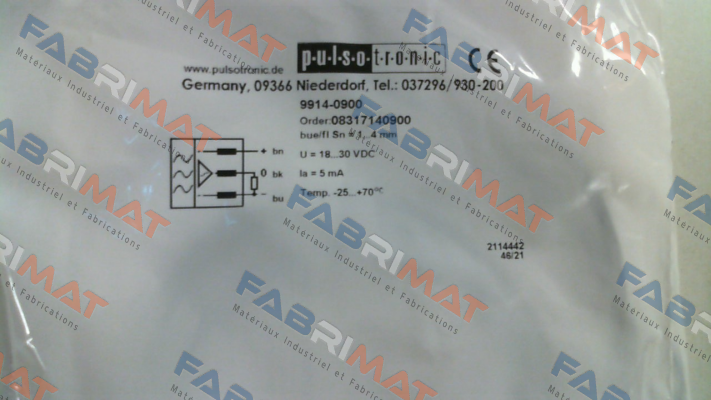 pulsotronic CE
www.pulsotronic.de
Germany, 09366 Niederdorf, Tel.: 037296/930-200
9914-0900
Order:08317140900
bue/fl Sn = 1...4 mm
+ bn
U = 18...30 VDC
0 bk
Ia = 5 mA
- bu
Temp. -25...+70°C
2114442
46/21
FABRIMAT
Materiaux Industriel et Fabrications